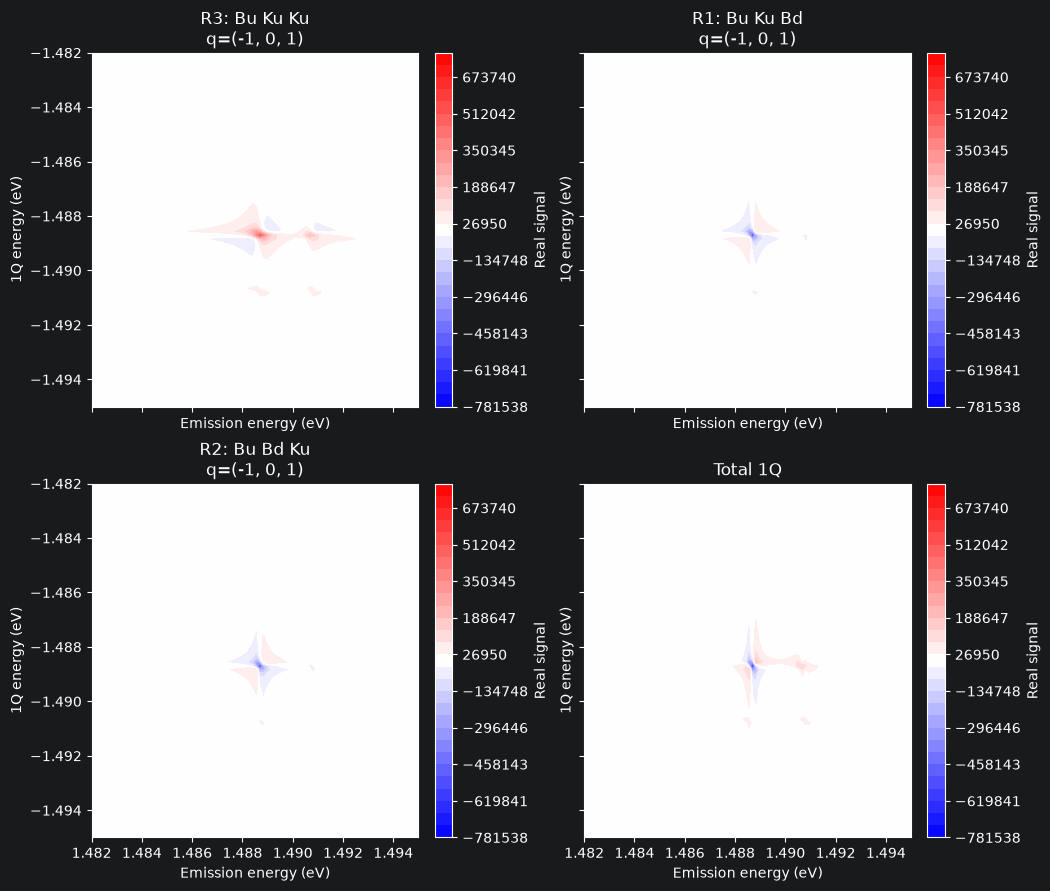 R3: Bu Ku Ku
q=(-1, 0, 1)
R1: Bu Ku Bd
q=(-1, 0, 1)
−1.482
−1.484
−1.486
−1.488
−1.490
−1.492
−1.494
1Q energy (eV)
Emission energy (eV)
673740
512042
350345
188647
26950
−134748
−296446
−458143
−619841
−781538
Real signal
1Q energy (eV)
Emission energy (eV)
673740
512042
350345
188647
26950
−134748
−296446
−458143
−619841
−781538
Real signal
R2: Bu Bd Ku
q=(-1, 0, 1)
Total 1Q
−1.482
−1.484
−1.486
−1.488
−1.490
−1.492
−1.494
1Q energy (eV)
1.482 1.484 1.486 1.488 1.490 1.492 1.494
Emission energy (eV)
673740
512042
350345
188647
26950
−134748
−296446
−458143
−619841
−781538
Real signal
1Q energy (eV)
1.482 1.484 1.486 1.488 1.490 1.492 1.494
Emission energy (eV)
673740
512042
350345
188647
26950
−134748
−296446
−458143
−619841
−781538
Real signal